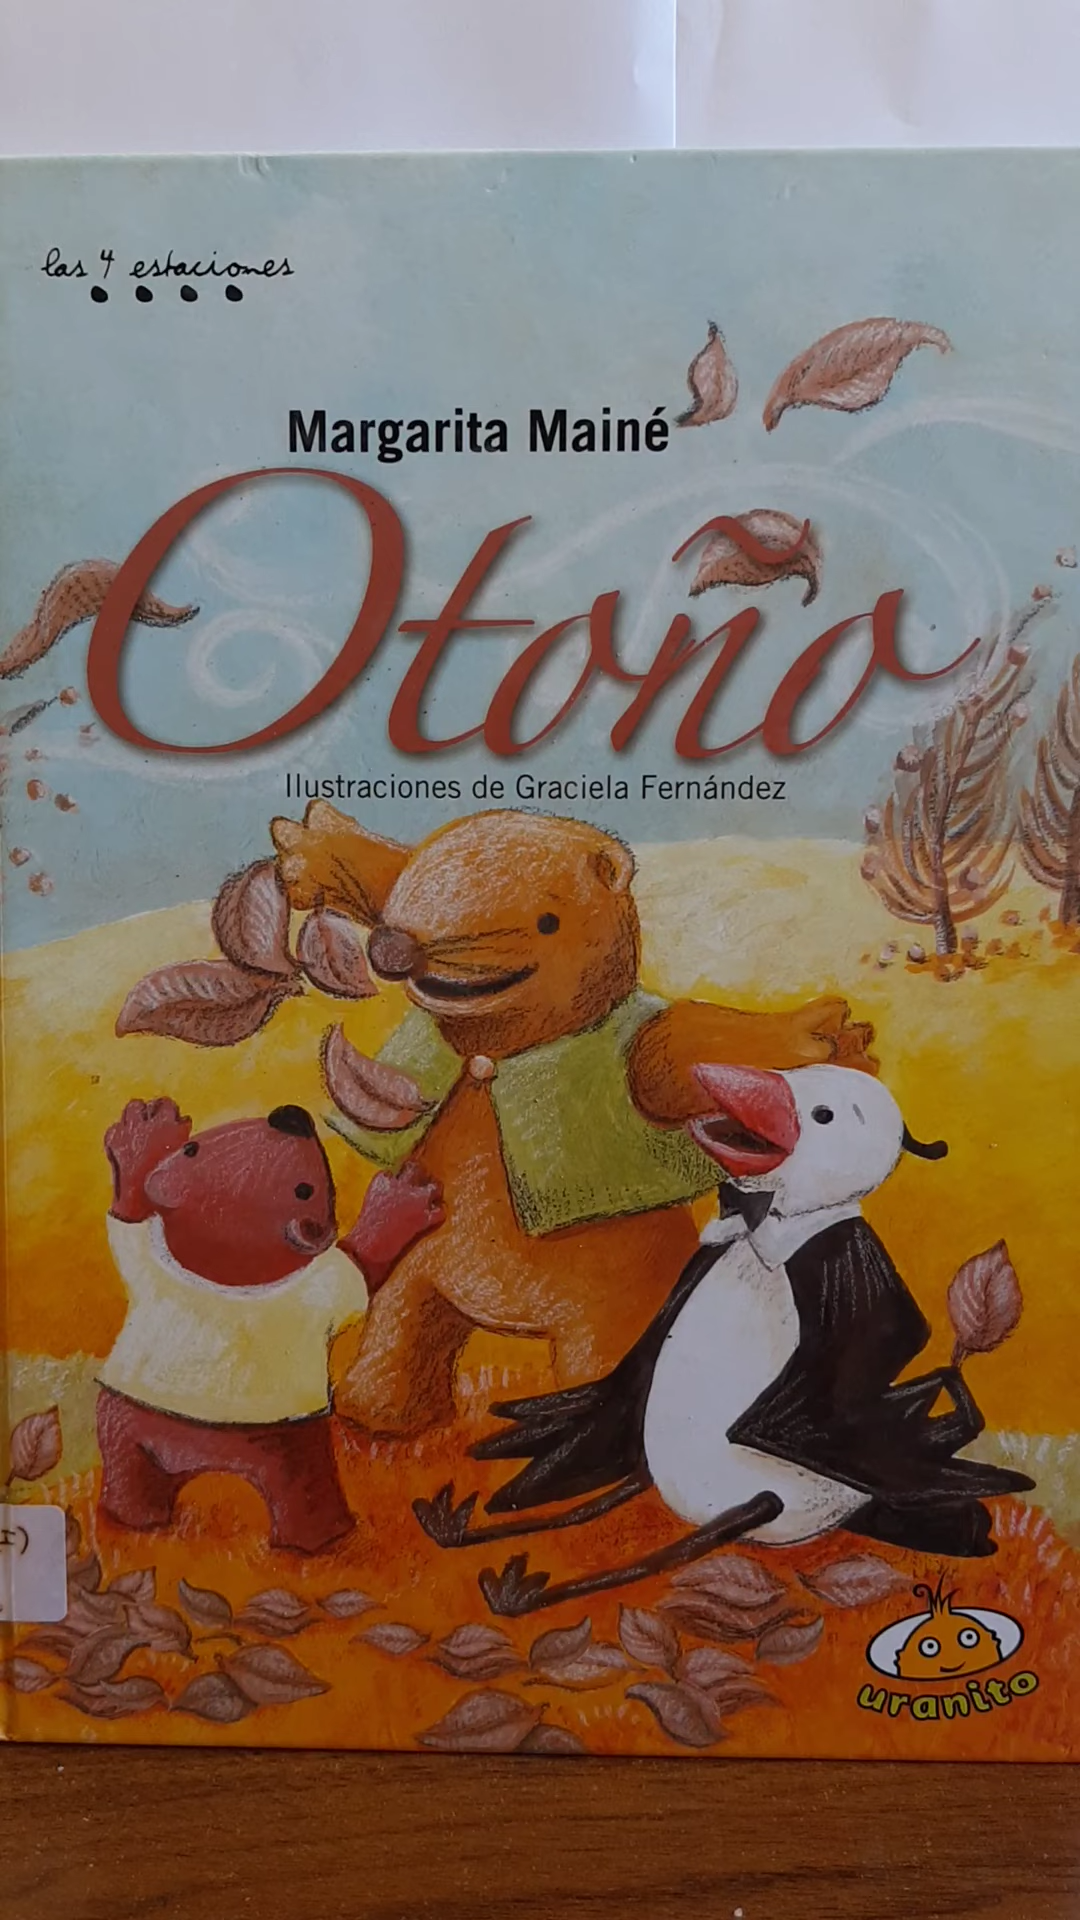 las 4 estaciones
Margarita Mainé
Otoño
Ilustraciones de Graciela Fernández
uranito